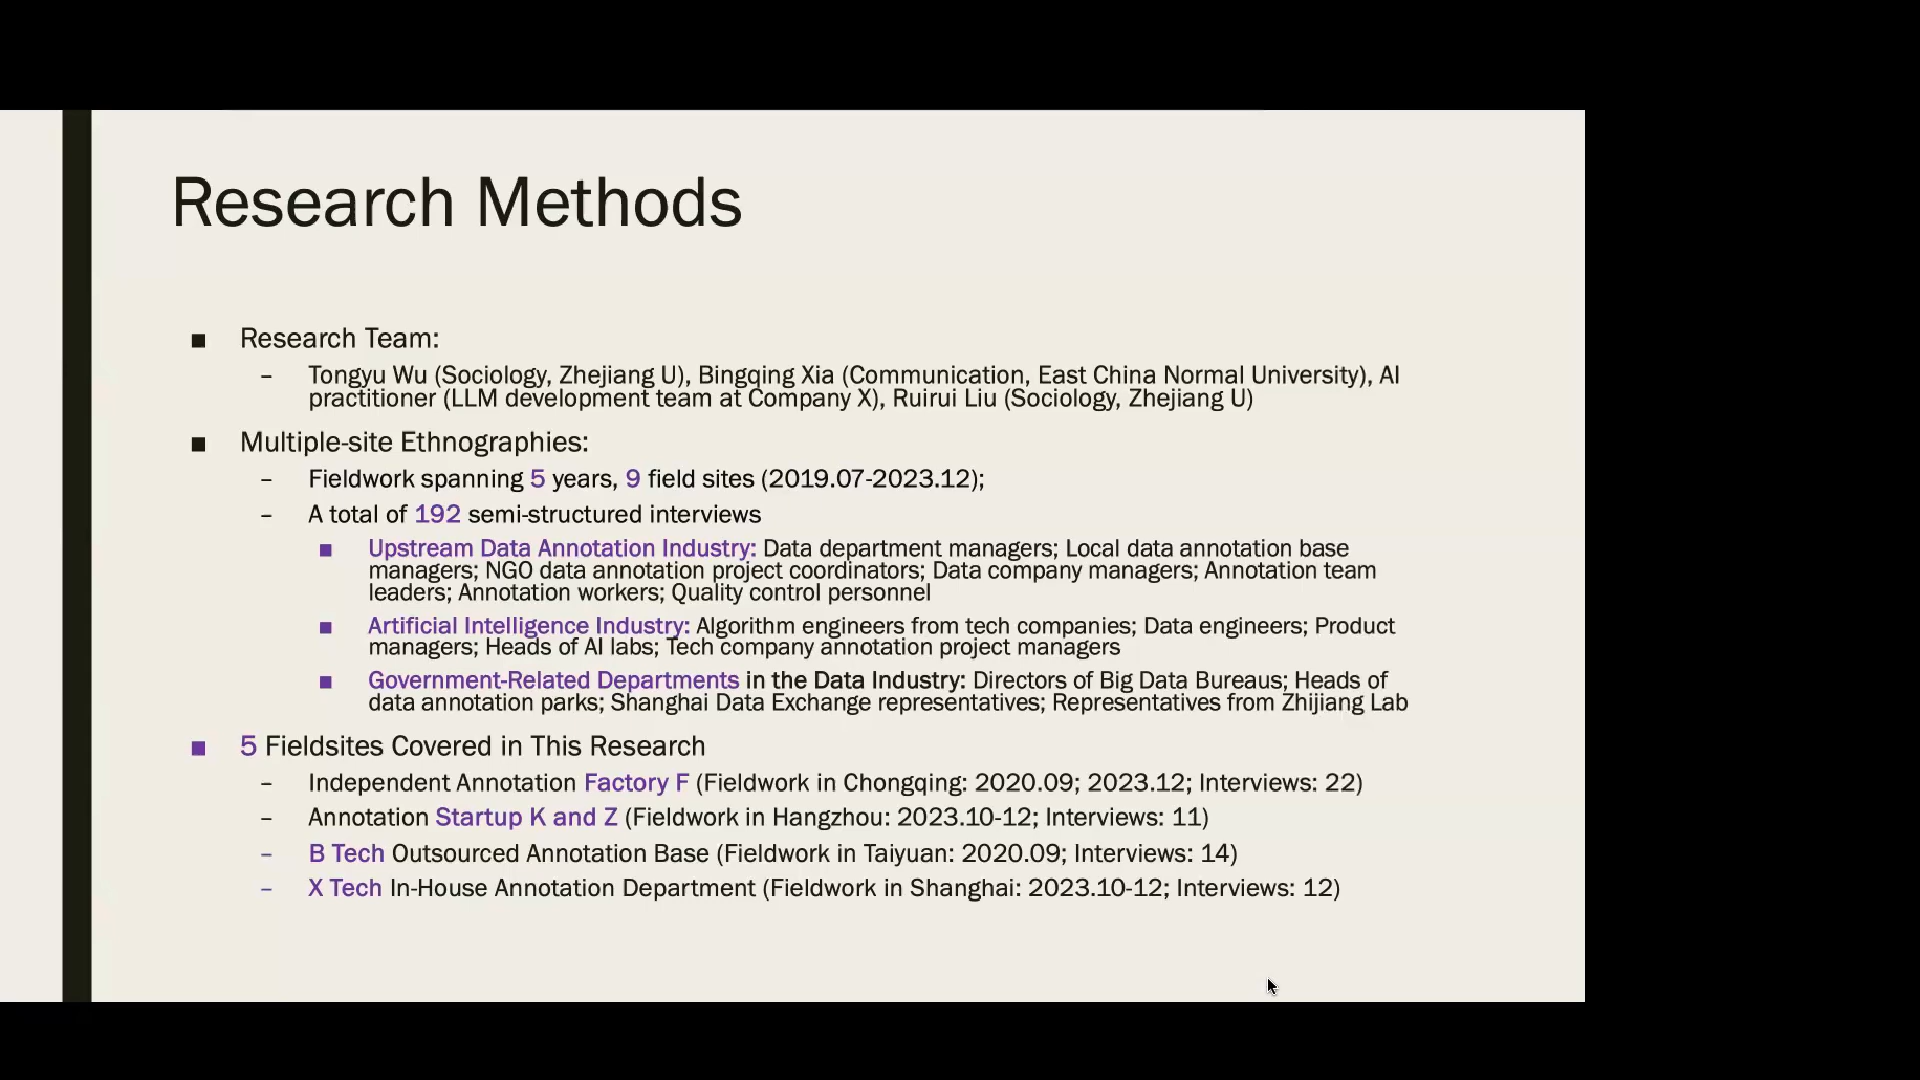 Research Methods
■ Research Team:
– Tongyu Wu (Sociology, Zhejiang U), Bingqing Xia (Communication, East China Normal University), AI
practitioner (LLM development team at Company X), Ruirui Liu (Sociology, Zhejiang U)
■ Multiple-site Ethnographies:
– Fieldwork spanning 5 years, 9 field sites (2019.07-2023.12);
– A total of 192 semi-structured interviews
■ Upstream Data Annotation Industry: Data department managers; Local data annotation base
managers; NGO data annotation project coordinators; Data company managers; Annotation team
leaders; Annotation workers; Quality control personnel
■ Artificial Intelligence Industry: Algorithm engineers from tech companies; Data engineers; Product
managers; Heads of AI labs; Tech company annotation project managers
■ Government-Related Departments in the Data Industry: Directors of Big Data Bureaus; Heads of
data annotation parks; Shanghai Data Exchange representatives; Representatives from Zhijiang Lab
■ 5 Fieldsites Covered in This Research
– Independent Annotation Factory F (Fieldwork in Chongqing: 2020.09; 2023.12; Interviews: 22)
– Annotation Startup K and Z (Fieldwork in Hangzhou: 2023.10-12; Interviews: 11)
– B Tech Outsourced Annotation Base (Fieldwork in Taiyuan: 2020.09; Interviews: 14)
– X Tech In-House Annotation Department (Fieldwork in Shanghai: 2023.10-12; Interviews: 12)